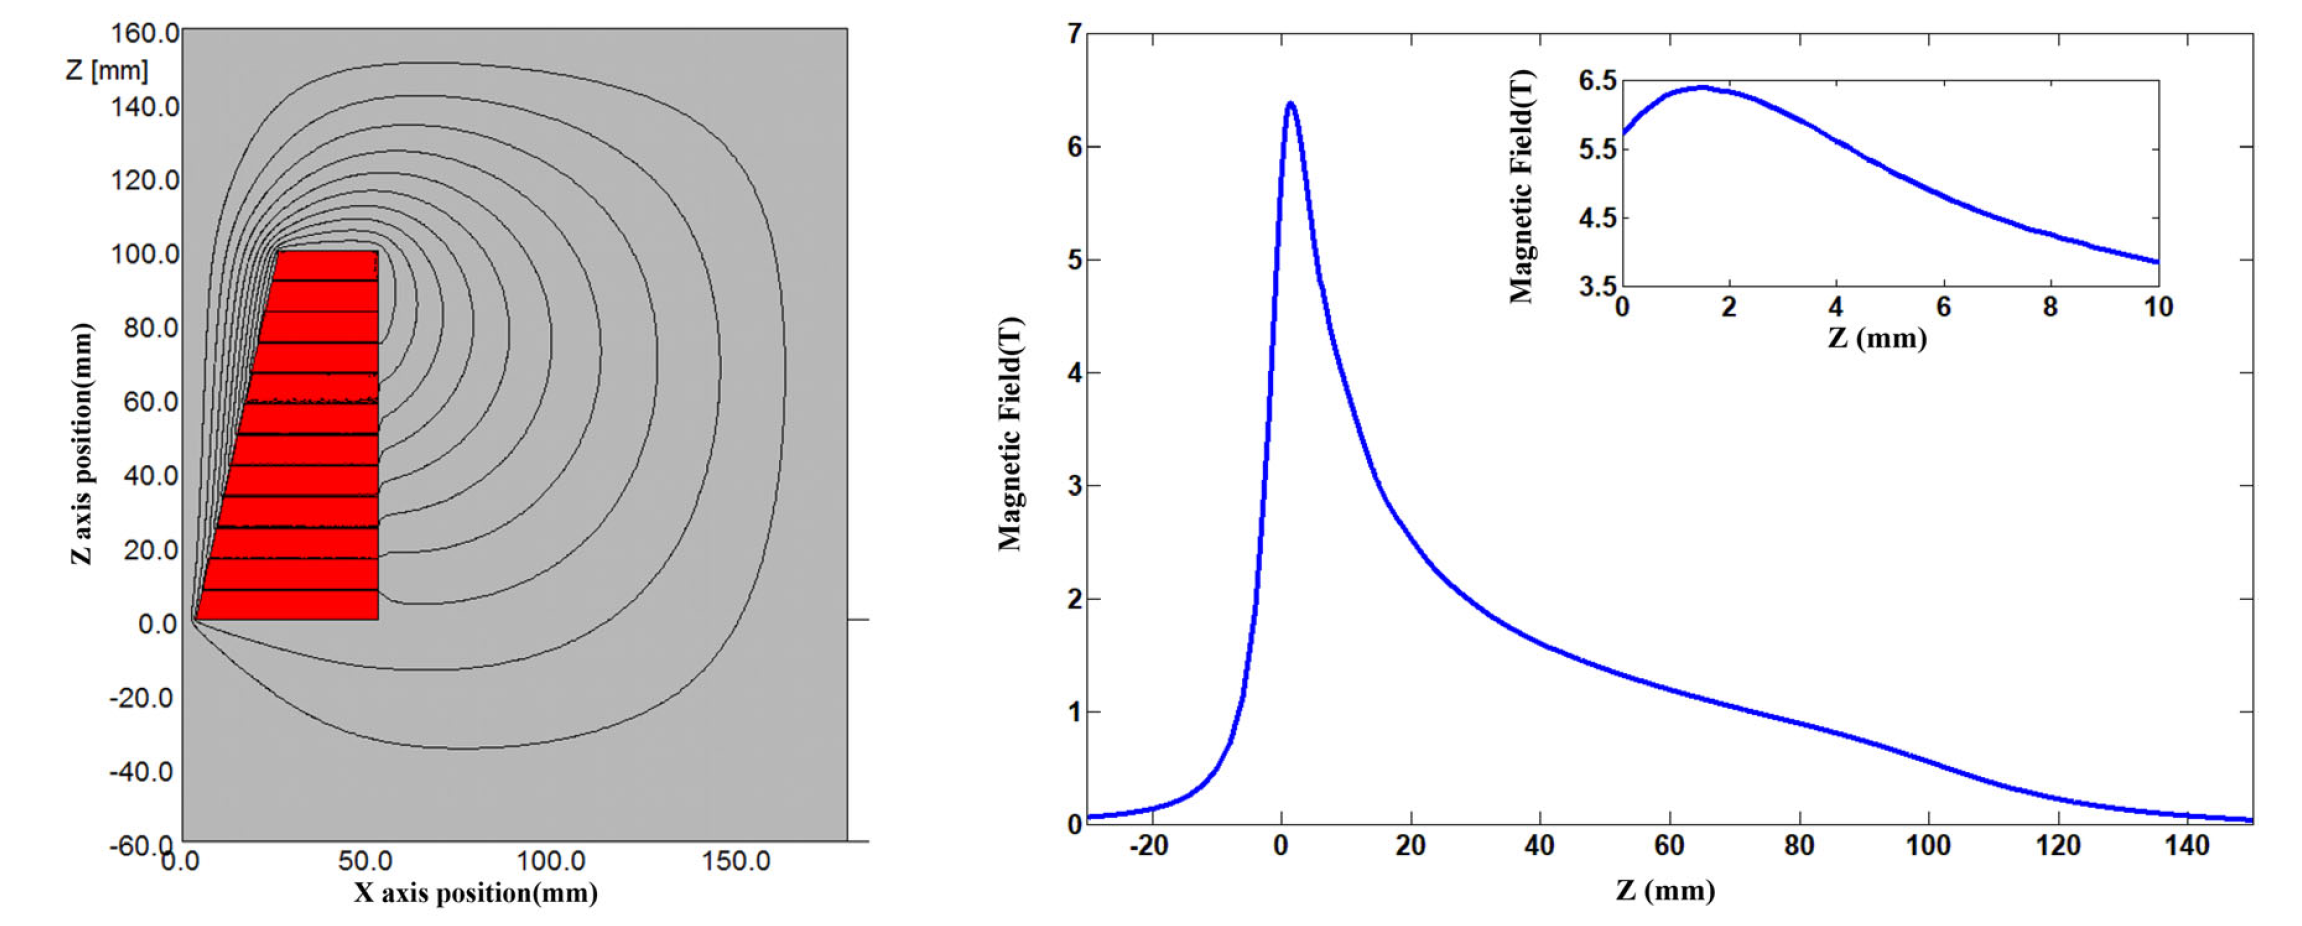 160.0
Z [mm]
140.0
120.0
100.0
80.0
60.0
40.0
20.0
0.0
-20.0
-40.0
-60.0
Z axis position(mm)
0.0 50.0 100.0 150.0
X axis position(mm)
7
6
5
4
3
2
1
0
Magnetic Field(T)
-20 0 20 40 60 80 100 120 140
Z (mm)
6.5
5.5
4.5
3.5
Magnetic Field(T)
0 2 4 6 8 10
Z (mm)